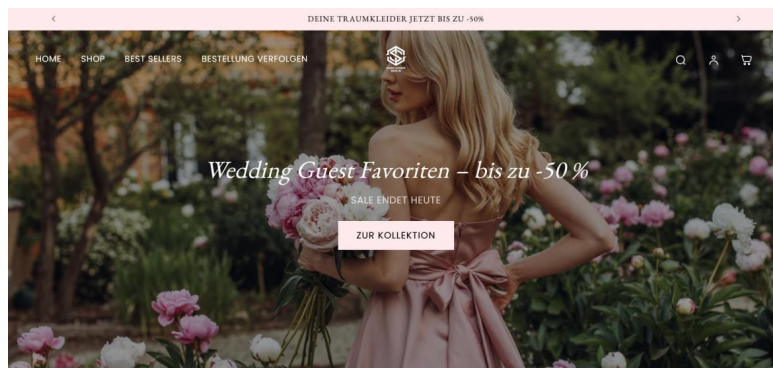 DEINE TRAUMKLEIDER JETZT BIS ZU -50%
HOME SHOP BEST SELLERS BESTELLUNG VERFOLGEN
Wedding Guest Favoriten – bis zu -50 %
SALE ENDET HEUTE
ZUR KOLLEKTION